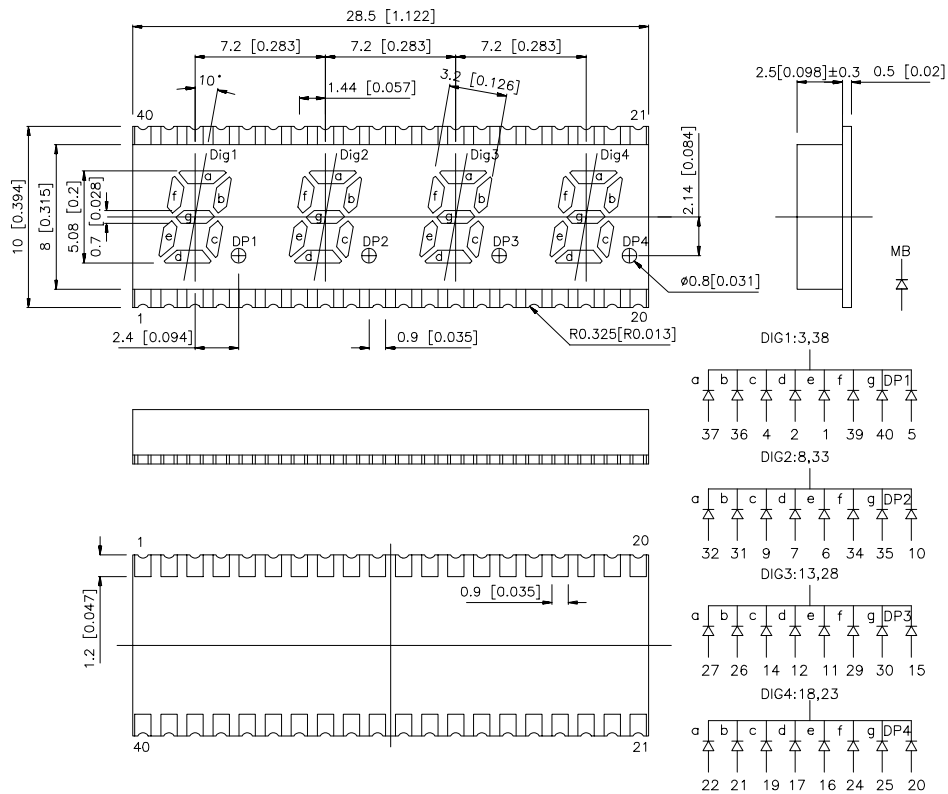 28.5 [1.122]
7.2 [0.283]
7.2 [0.283]
7.2 [0.283]
10°
1.44 [0.057]
3.2 [0.126]
2.5[0.098]±0.3
0.5 [0.02]
40
21
Dig1
Dig2
Dig3
Dig4
10 [0.394]
8 [0.315]
5.08 [0.2]
0.7 [0.028]
2.14 [0.084]
a
b
c
d
e
f
g
DP1
a
b
c
d
e
f
g
DP2
a
b
c
d
e
f
g
DP3
a
b
c
d
e
f
g
DP4
ø0.8[0.031]
MB
1
20
2.4 [0.094]
0.9 [0.035]
R0.325[R0.013]
DIG1:3,38
a b c d e f g DP1
37 36 4 2 1 39 40 5
DIG2:8,33
a b c d e f g DP2
32 31 9 7 6 34 35 10
1
20
0.9 [0.035]
1.2 [0.047]
40
21
DIG3:13,28
a b c d e f g DP3
27 26 14 12 11 29 30 15
DIG4:18,23
a b c d e f g DP4
22 21 19 17 16 24 25 20